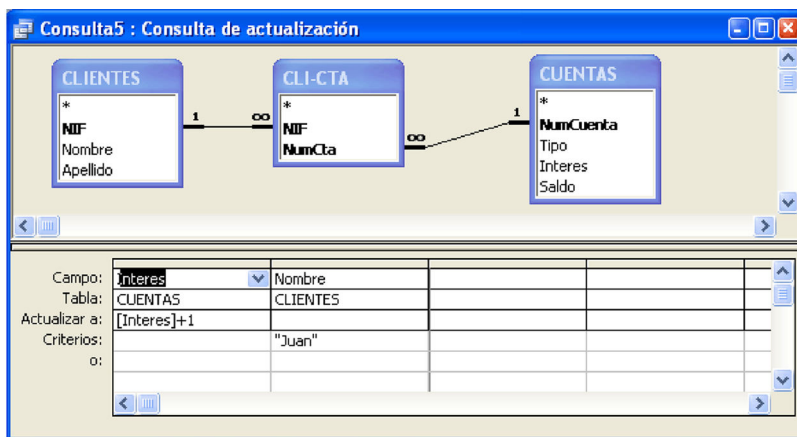 Consulta5 : Consulta de actualización
CLIENTES
*
NIF
Nombre
Apellido
1
∞
CLI-CTA
*
NIF
NumCta
∞
1
CUENTAS
*
NumCuenta
Tipo
Interes
Saldo
Campo: Interes Nombre
Tabla: CUENTAS CLIENTES
Actualizar a: [Interes]+1
Criterios: "Juan"
o: